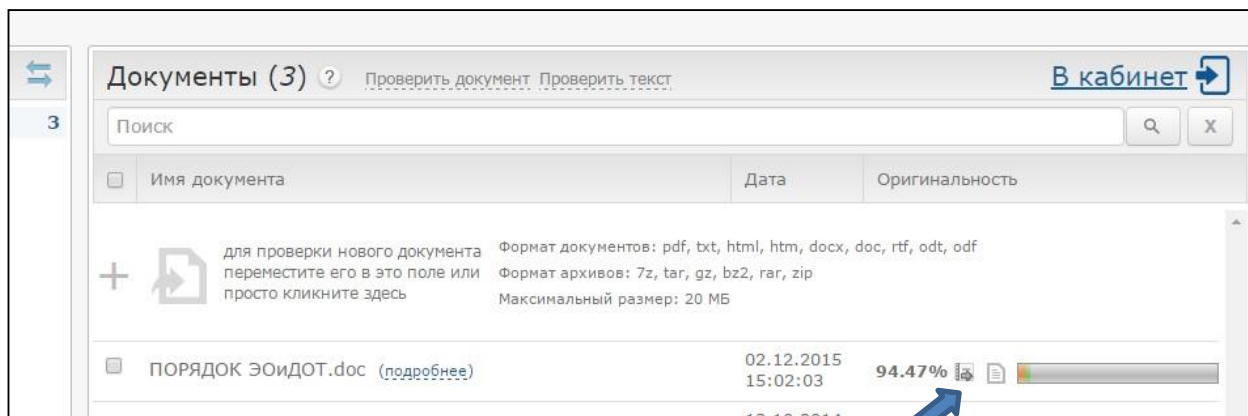 Документы (3) ? Проверить документ Проверить текст В кабинет
3
Поиск X
Имя документа Дата Оригинальность
для проверки нового документа
переместите его в это поле или
просто кликните здесь
Формат документов: pdf, txt, html, htm, docx, doc, rtf, odt, odf
Формат архивов: 7z, tar, gz, bz2, rar, zip
Максимальный размер: 20 МБ
ПОРЯДОК ЭОиДОТ.doc (подробнее) 02.12.2015 94.47%
15:02:03